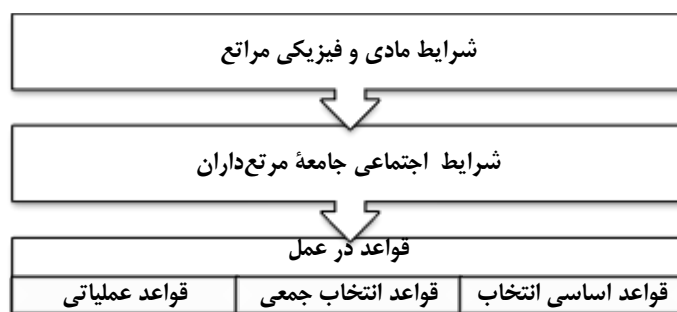 شرایط مادی و فیزیکی مراتع
شرایط اجتماعی جامعهٔ مرتع‌داران
قواعد در عمل
قواعد اساسی انتخاب
قواعد انتخاب جمعی
قواعد عملیاتی